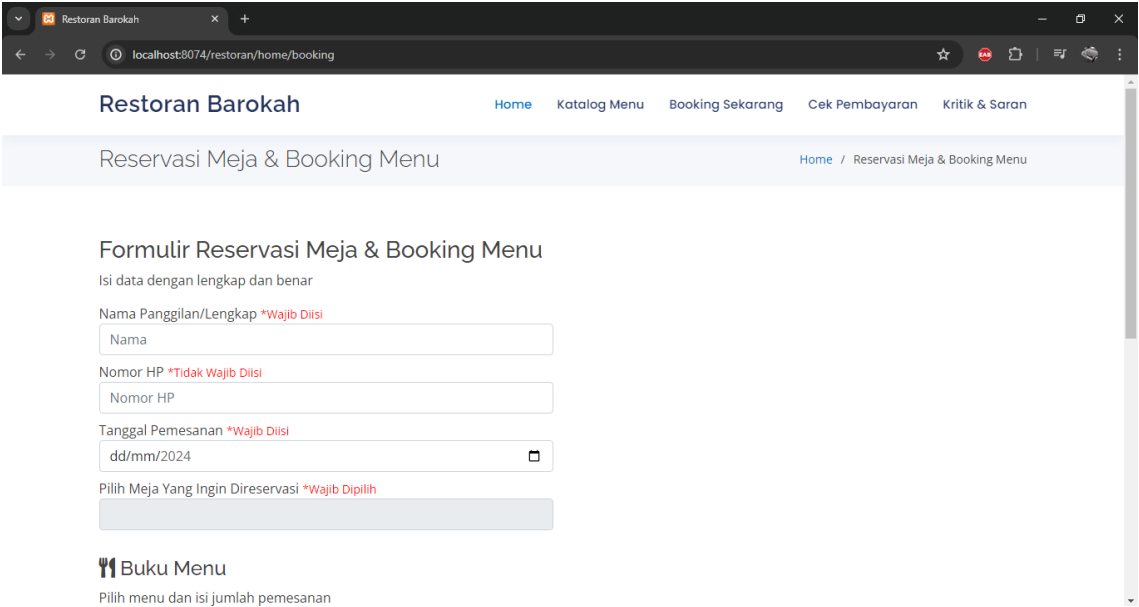 Restoran Barokah
localhost:8074/restoran/home/booking
Restoran Barokah
Home Katalog Menu Booking Sekarang Cek Pembayaran Kritik & Saran
Reservasi Meja & Booking Menu
Home / Reservasi Meja & Booking Menu
Formulir Reservasi Meja & Booking Menu
Isi data dengan lengkap dan benar
Nama Panggilan/Lengkap *Wajib Diisi
Nama
Nomor HP *Tidak Wajib Diisi
Nomor HP
Tanggal Pemesanan *Wajib Diisi
dd/mm/2024
Pilih Meja Yang Ingin Direservasi *Wajib Dipilih
Buku Menu
Pilih menu dan isi jumlah pemesanan